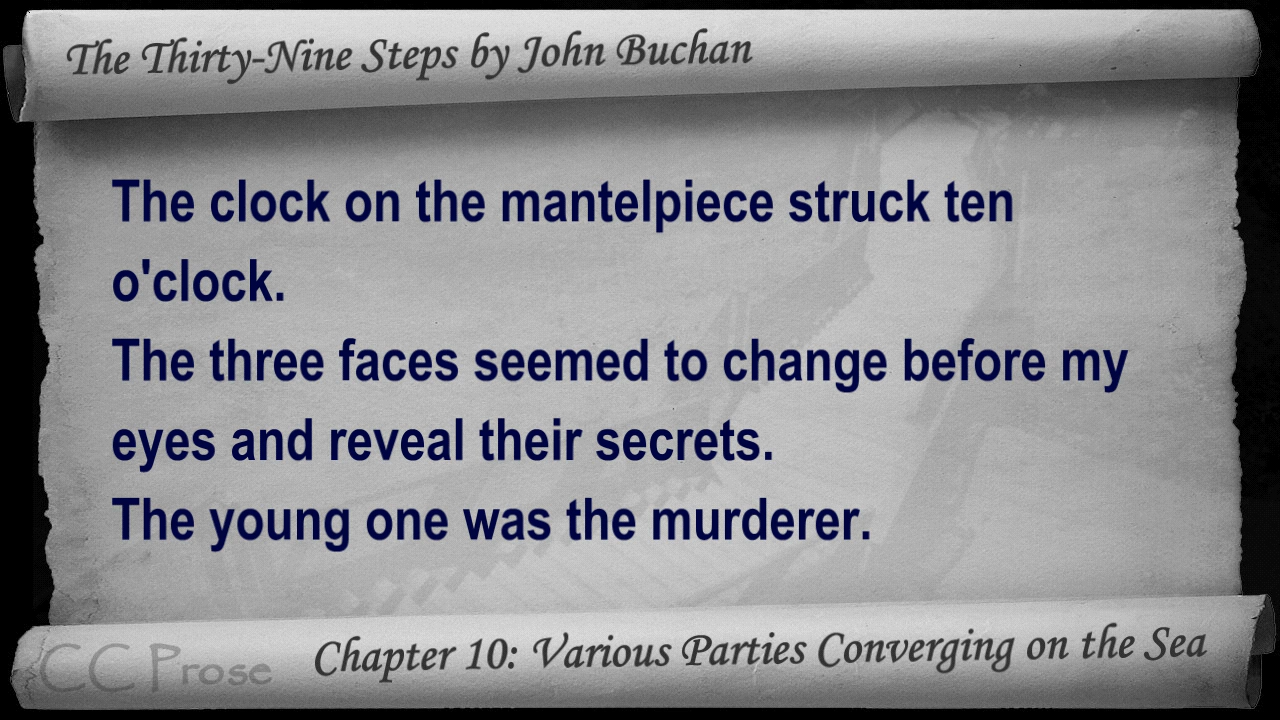 The Thirty-Nine Steps by John Buchan
The clock on the mantelpiece struck ten
o'clock.
The three faces seemed to change before my
eyes and reveal their secrets.
The young one was the murderer.
CC Prose
Chapter 10: Various Parties Converging on the Sea